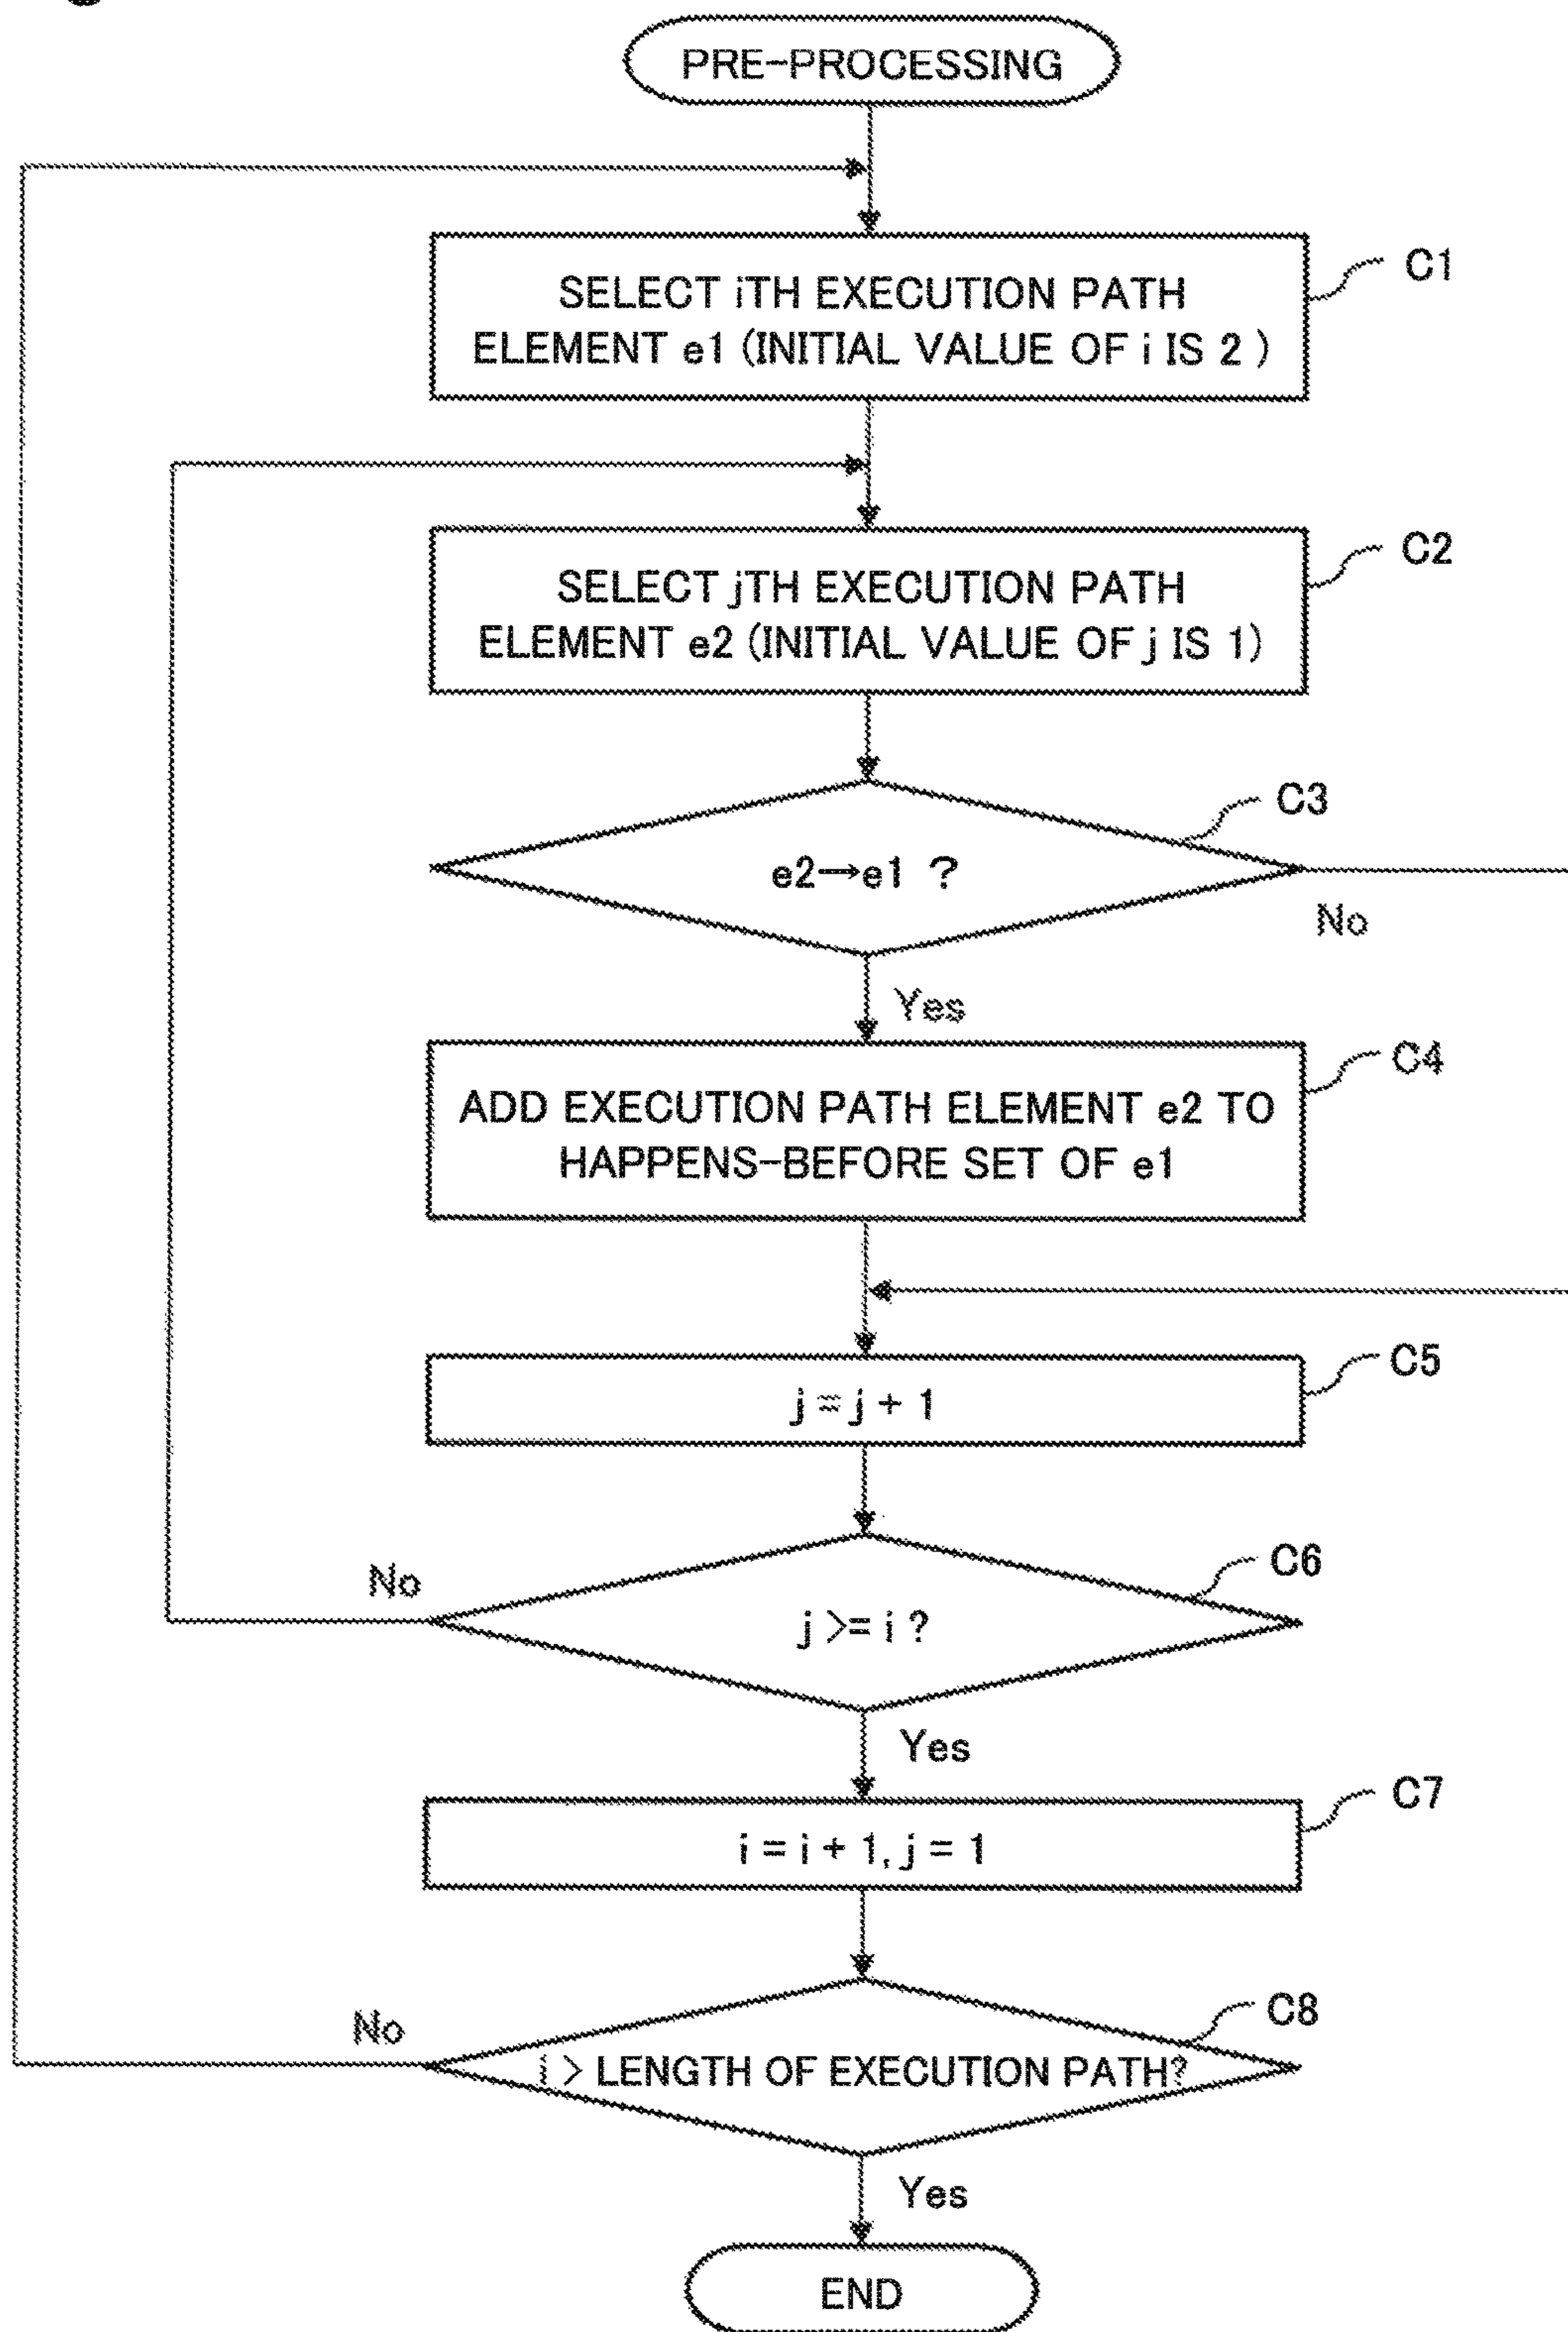 PRE-PROCESSING
C1
SELECT iTH EXECUTION PATH
ELEMENT e1 (INITIAL VALUE OF i IS 2 )
C2
SELECT jTH EXECUTION PATH
ELEMENT e2 (INITIAL VALUE OF j IS 1)
C3
e2→e1 ?
No
Yes
C4
ADD EXECUTION PATH ELEMENT e2 TO
HAPPENS-BEFORE SET OF e1
C5
j = j + 1
C6
No
j >= i ?
Yes
C7
i = i + 1, j = 1
C8
No
i > LENGTH OF EXECUTION PATH?
Yes
END